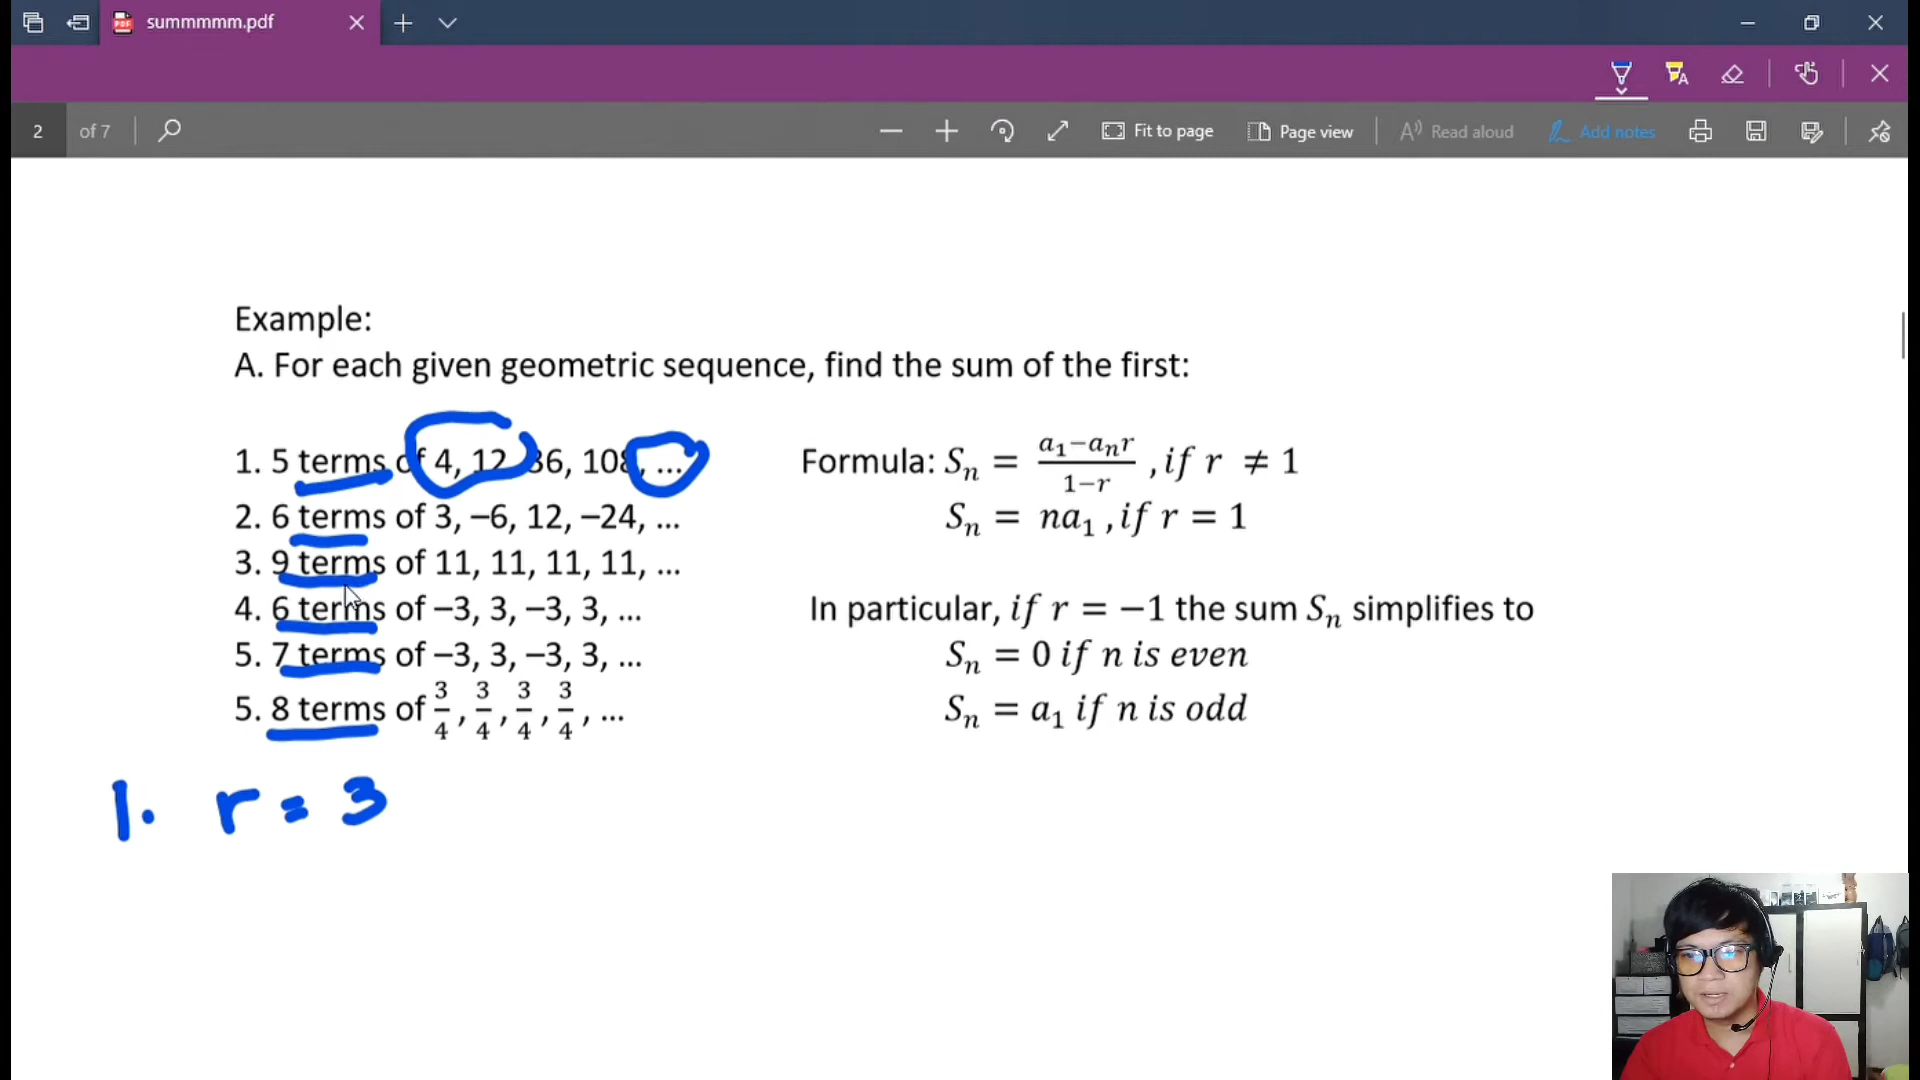 summmmm.pdf
2 of 7
Fit to page
Page view
Read aloud
Add notes
Example:
A. For each given geometric sequence, find the sum of the first:
1. 5 terms of 4, 12, 36, 108, ...
2. 6 terms of 3, –6, 12, –24, ...
3. 9 terms of 11, 11, 11, 11, ...
4. 6 terms of –3, 3, –3, 3, ...
5. 7 terms of –3, 3, –3, 3, ...
5. 8 terms of 3/4, 3/4, 3/4, 3/4, ...
Formula: Sₙ = (a₁−aₙr)/(1−r) , if r ≠ 1
Sₙ = na₁ , if r = 1
In particular, if r = −1 the sum Sₙ simplifies to
Sₙ = 0 if n is even
Sₙ = a₁ if n is odd
1. r = 3